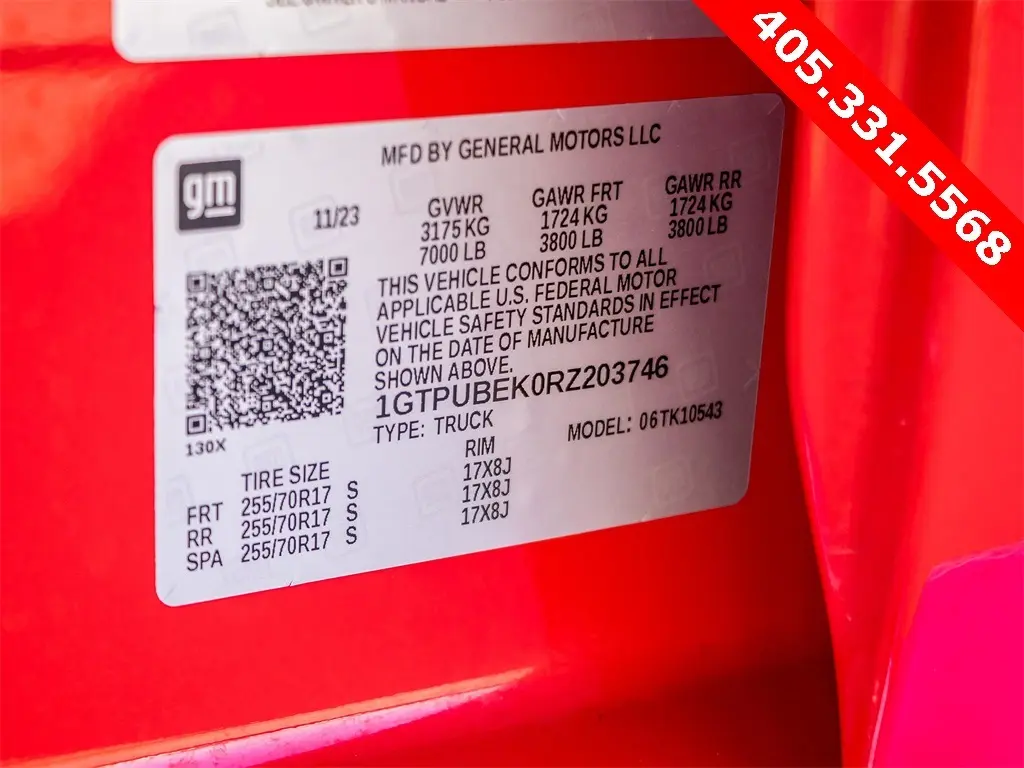 SEE OWNER'S MANUAL
405.331.5568
MFD BY GENERAL MOTORS LLC
gm
11/23
GVWR GAWR FRT GAWR RR
3175 KG 1724 KG 1724 KG
7000 LB 3800 LB 3800 LB
THIS VEHICLE CONFORMS TO ALL
APPLICABLE U.S. FEDERAL MOTOR
VEHICLE SAFETY STANDARDS IN EFFECT
ON THE DATE OF MANUFACTURE
SHOWN ABOVE.
1GTPUBEK0RZ203746
130X
TYPE: TRUCK MODEL: 06TK10543
TIRE SIZE RIM
FRT 255/70R17 S 17X8J
RR 255/70R17 S 17X8J
SPA 255/70R17 S 17X8J